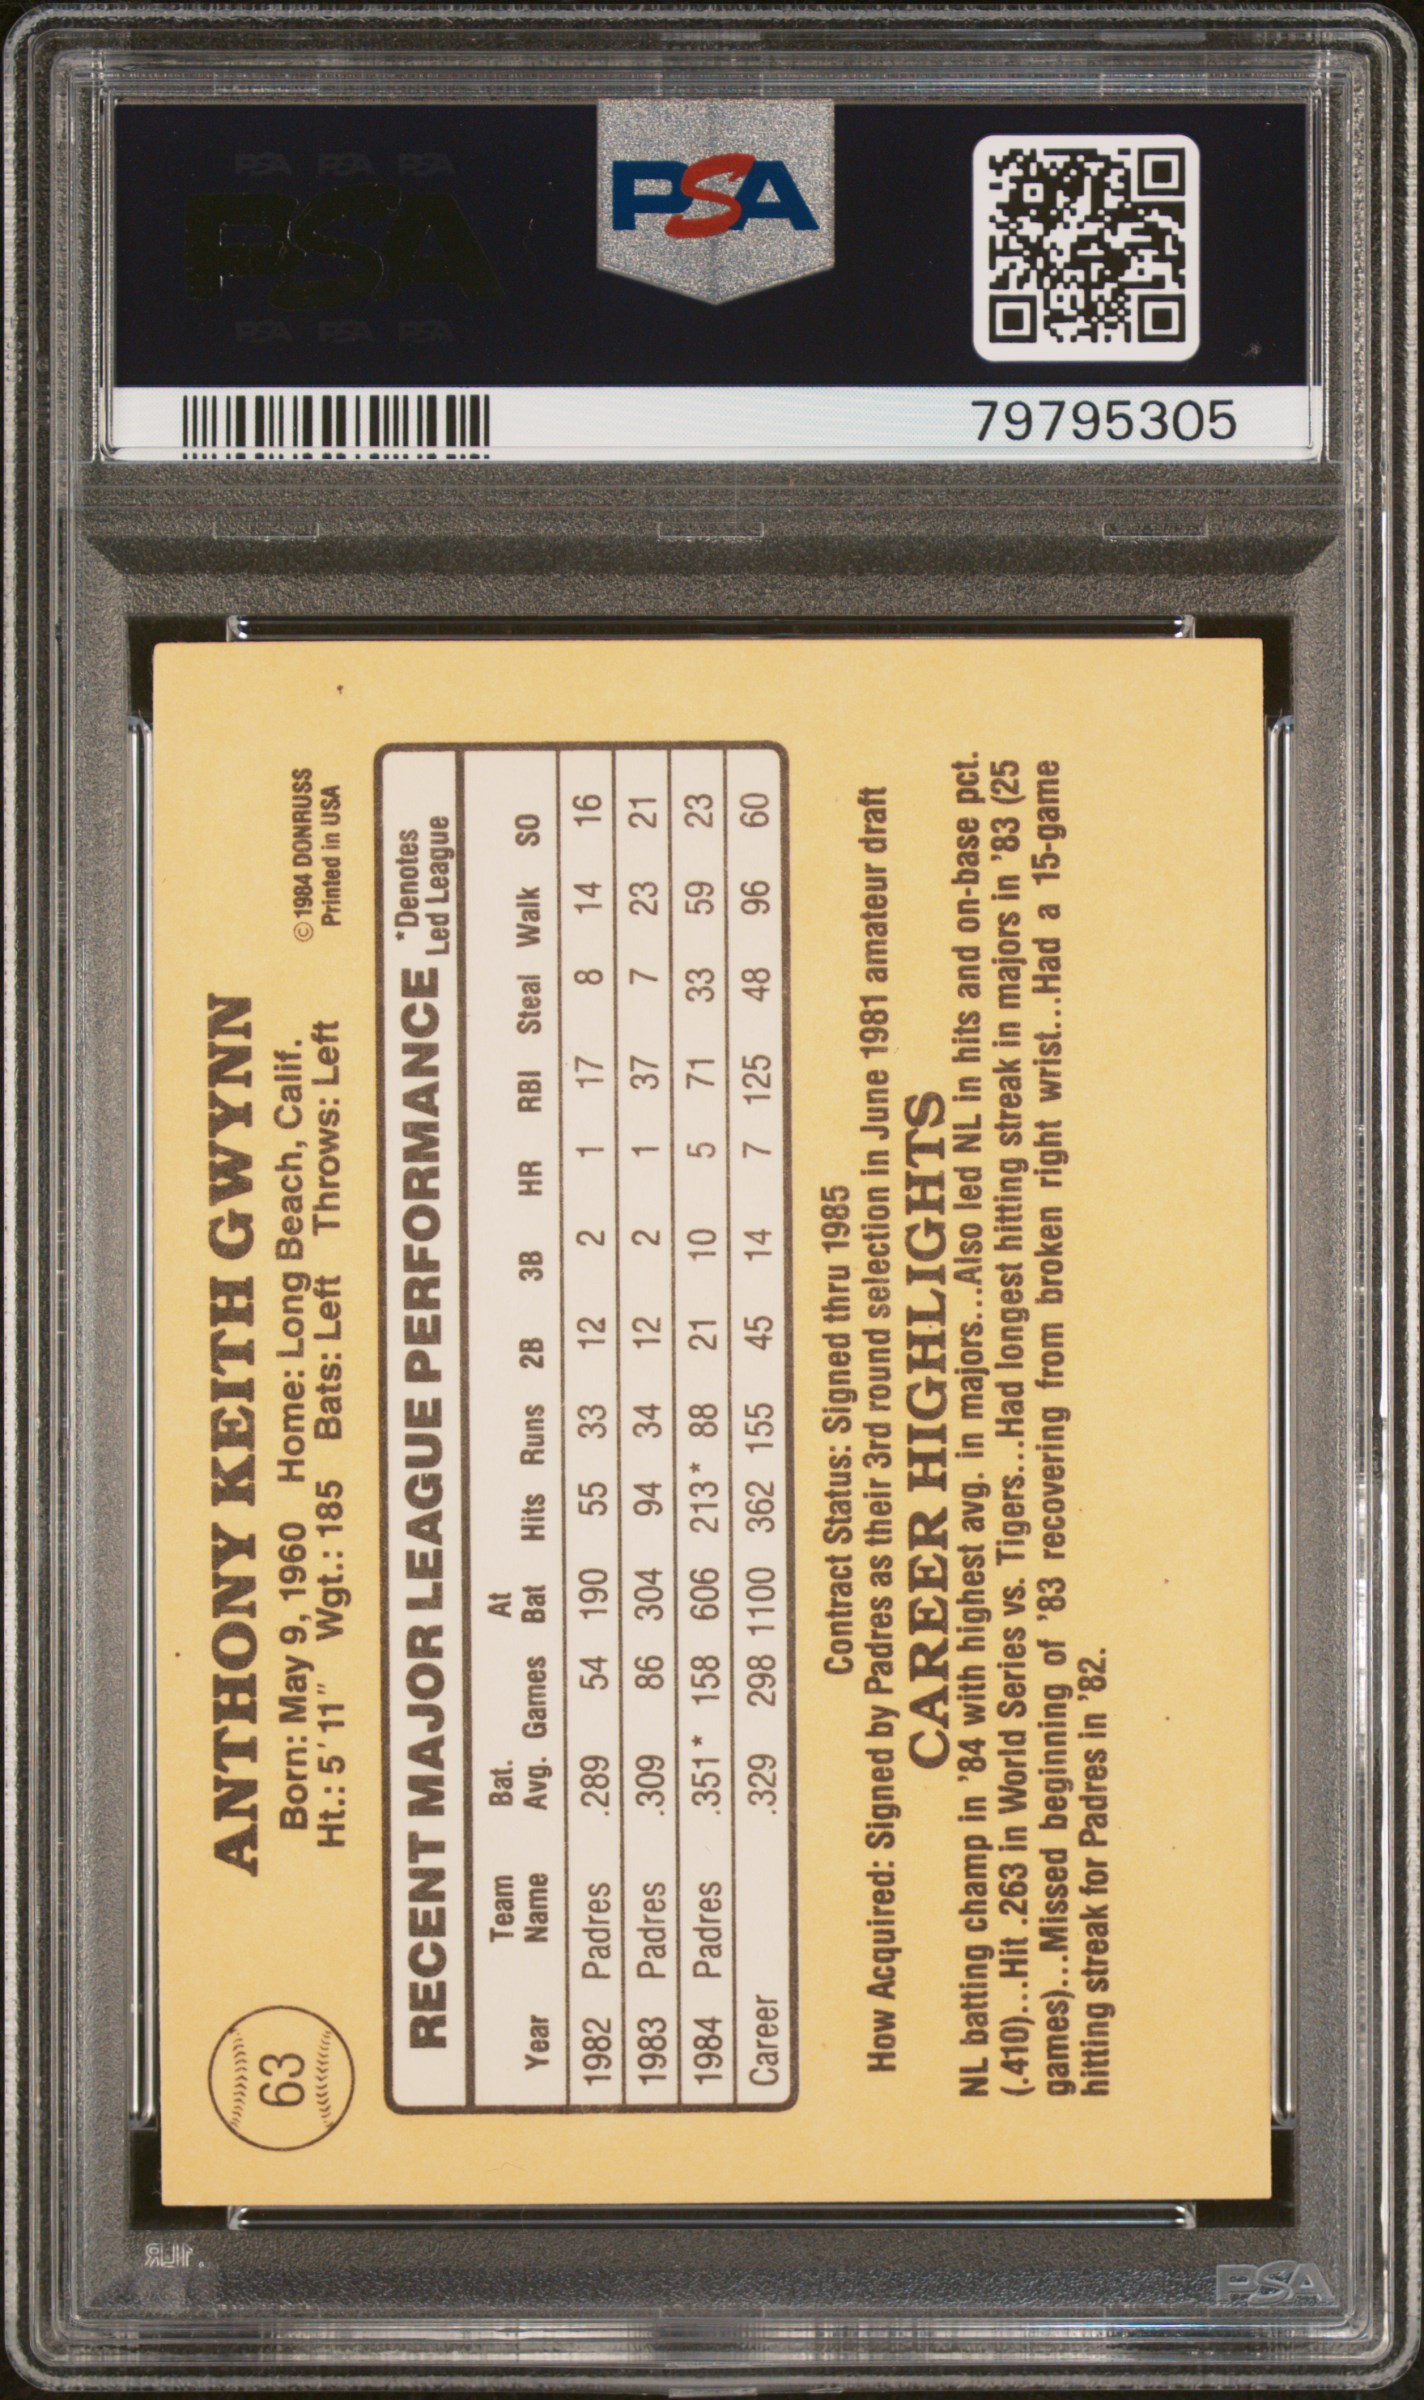 PSA PSA PSA
PSA
PSA PSA PSA
PSA
79795305
63
ANTHONY KEITH GWYNN
©1984 DONRUSS
Printed in USA
Born: May 9, 1960 Home: Long Beach, Calif.
Ht.: 5'11" Wgt.: 185 Bats: Left Throws: Left
RECENT MAJOR LEAGUE PERFORMANCE *Denotes Led League
Year Team Name Bat. Avg. Games At Bat Hits Runs 2B 3B HR RBI Steal Walk SO
1982 Padres .289 54 190 55 33 12 2 1 17 8 14 16
1983 Padres .309 86 304 94 34 12 2 1 37 7 23 21
1984 Padres .351* 158 606 213* 88 21 10 5 71 33 59 23
Career .329 298 1100 362 155 45 14 7 125 48 96 60
Contract Status: Signed thru 1985
How Acquired: Signed by Padres as their 3rd round selection in June 1981 amateur draft
CAREER HIGHLIGHTS
NL batting champ in '84 with highest avg. in majors...Also led NL in hits and on-base pct.
(.410)...Hit .263 in World Series vs. Tigers...Had longest hitting streak in majors in '83 (25
games)...Missed beginning of '83 recovering from broken right wrist...Had a 15-game
hitting streak for Padres in '82.
PSA